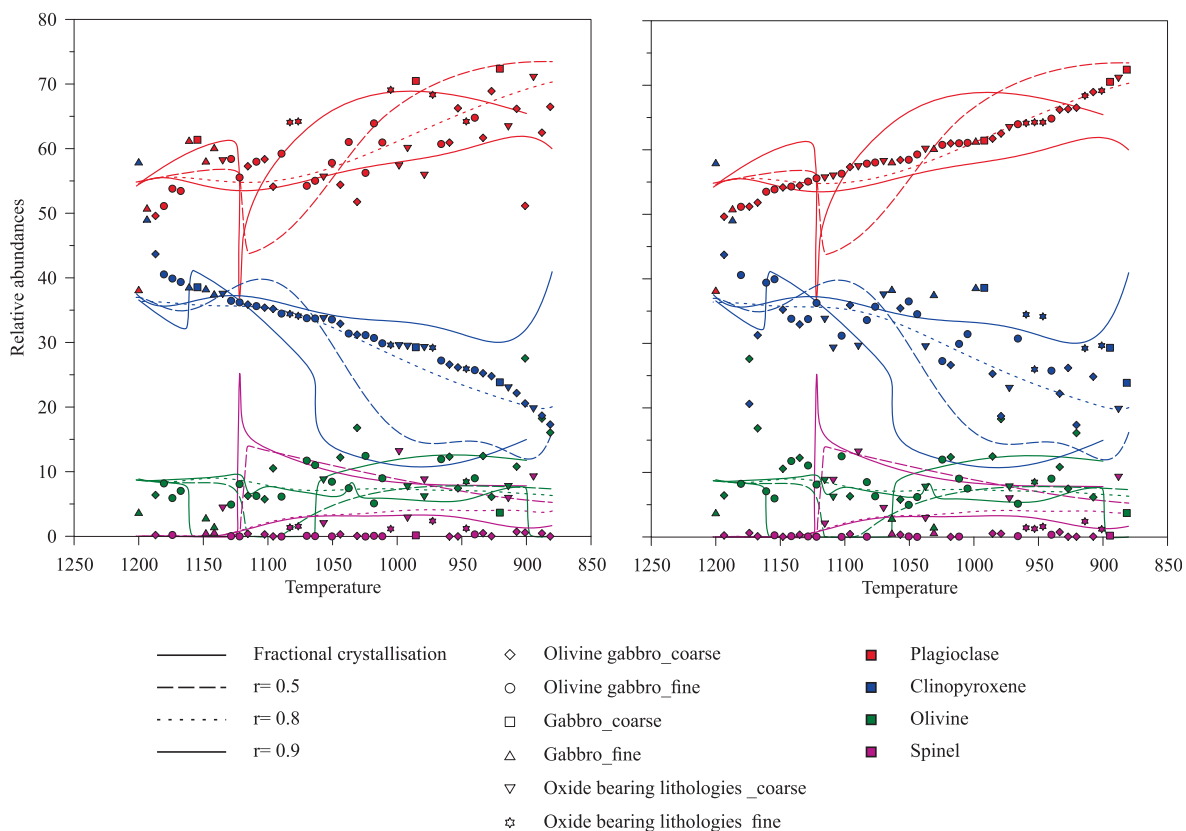 80
70
60
50
40
30
20
10
0
Relative abundances
1250 1200 1150 1100 1050 1000 950 900 850
Temperature
1250 1200 1150 1100 1050 1000 950 900 850
Temperature
Fractional crystallisation
r= 0.5
r= 0.8
r= 0.9
Olivine gabbro_coarse
Olivine gabbro_fine
Gabbro_coarse
Gabbro_fine
Oxide bearing lithologies _coarse
Oxide bearing lithologies fine
Plagioclase
Clinopyroxene
Olivine
Spinel